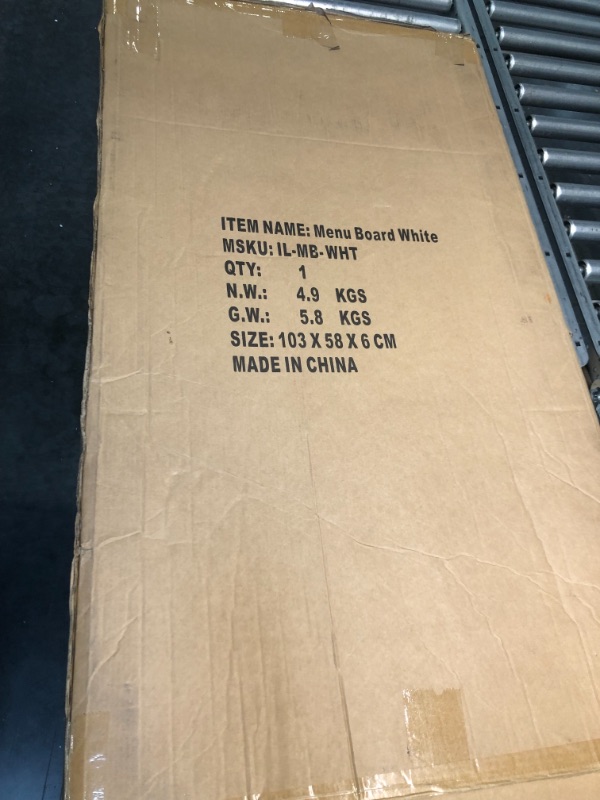 ITEM NAME: Menu Board White
MSKU: IL-MB-WHT
QTY: 1
N.W.: 4.9 KGS
G.W.: 5.8 KGS
SIZE: 103 X 58 X 6 CM
MADE IN CHINA